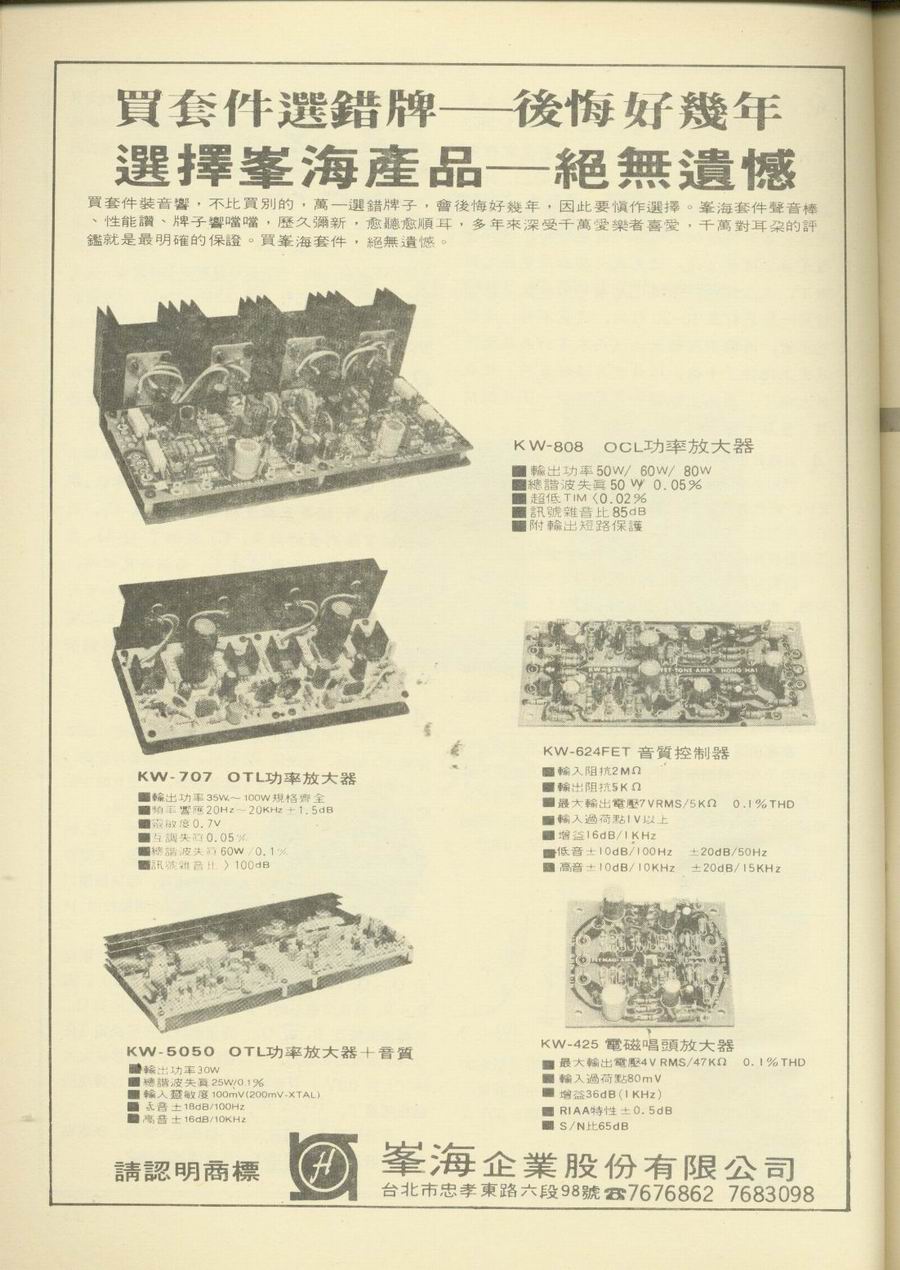 買套件選錯牌──後悔好幾年
選擇峯海產品──絕無遺憾
買套件裝音響，不比買別的，萬一選錯牌子，會後悔好幾年，因此要慎作選擇。峯海套件聲音棒
、性能讚、牌子響噹噹，歷久彌新，愈聽愈順耳，多年來深受千萬愛樂者喜愛，千萬對耳朶的評
鑑就是最明確的保證。買峯海套件，絕無遺憾。
KW-808 OCL功率放大器
■輸出功率50W/ 60W/ 80W
■總諧波失眞50W 0.05%
■超低TIM〈0.02%
■訊號雜音比85dB
■附輸出短路保護
KW-707 OTL功率放大器
■輸出功率35W～100W規格齊全
■頻率響應20Hz～20KHz＋1.5dB
■靈敏度0.7V
■互調失眞0.05%
■總諧波失眞60W/0.1%
■訊號雜音比 〉100dB
KW-624
FET TONE AMP'S HONG HAI
KW-624FET 音質控制器
■輸入阻抗2MΩ
■輸出阻抗5KΩ
■最大輸出電壓7VRMS/5KΩ 0.1%THD
■輸入過荷點1V以上
■增益16dB/1KHz
■低音±10dB/100Hz ±20dB/50Hz
■高音±10dB/10KHz ±20dB/15KHz
KW-5050 OTL功率放大器＋音質
■輸出功率30W
■總諧波失眞25W/0.1%
■輸入靈敏度100mV(200mV-XTAL)
■低音±18dB/100Hz
■高音±16dB/10KHz
KW-425 電磁唱頭放大器
■最大輸出電壓4V RMS/47KΩ 0.1%THD
■輸入過荷點80mV
■增益36dB(1KHz)
■RIAA特性±0.5dB
■S/N比65dB
請認明商標
H
峯海企業股份有限公司
台北市忠孝東路六段98號☎7676862 7683098